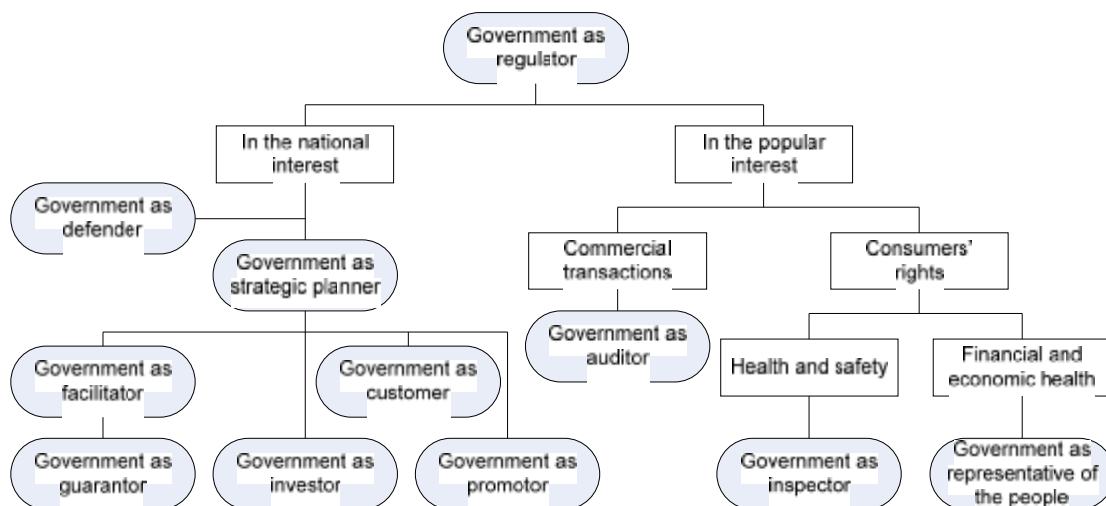 Government as
regulator
In the national
interest
In the popular
interest
Government as
defender
Government as
strategic planner
Commercial
transactions
Consumers'
rights
Government as
auditor
Government as
facilitator
Government as
customer
Health and safety
Financial and
economic health
Government as
guarantor
Government as
investor
Government as
promotor
Government as
inspector
Government as
representative of
the people